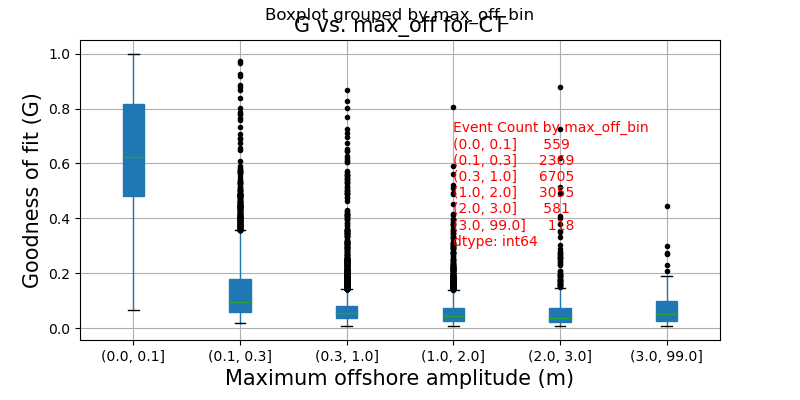 Boxplot grouped by max_off_bin
G vs. max_off for CT
Goodness of fit (G)
1.0
0.8
0.6
0.4
0.2
0.0
Event Count by max_off_bin
(0.0, 0.1] 559
(0.1, 0.3]
(0.3, 1.0] 6705
(1.0, 2.0]
(2.0, 3.0] 581
(3.0, 99.0]
dtype: int64
(0.0, 0.1] (0.1, 0.3] (0.3, 1.0] (1.0, 2.0] (2.0, 3.0] (3.0, 99.0]
Maximum offshore amplitude (m)